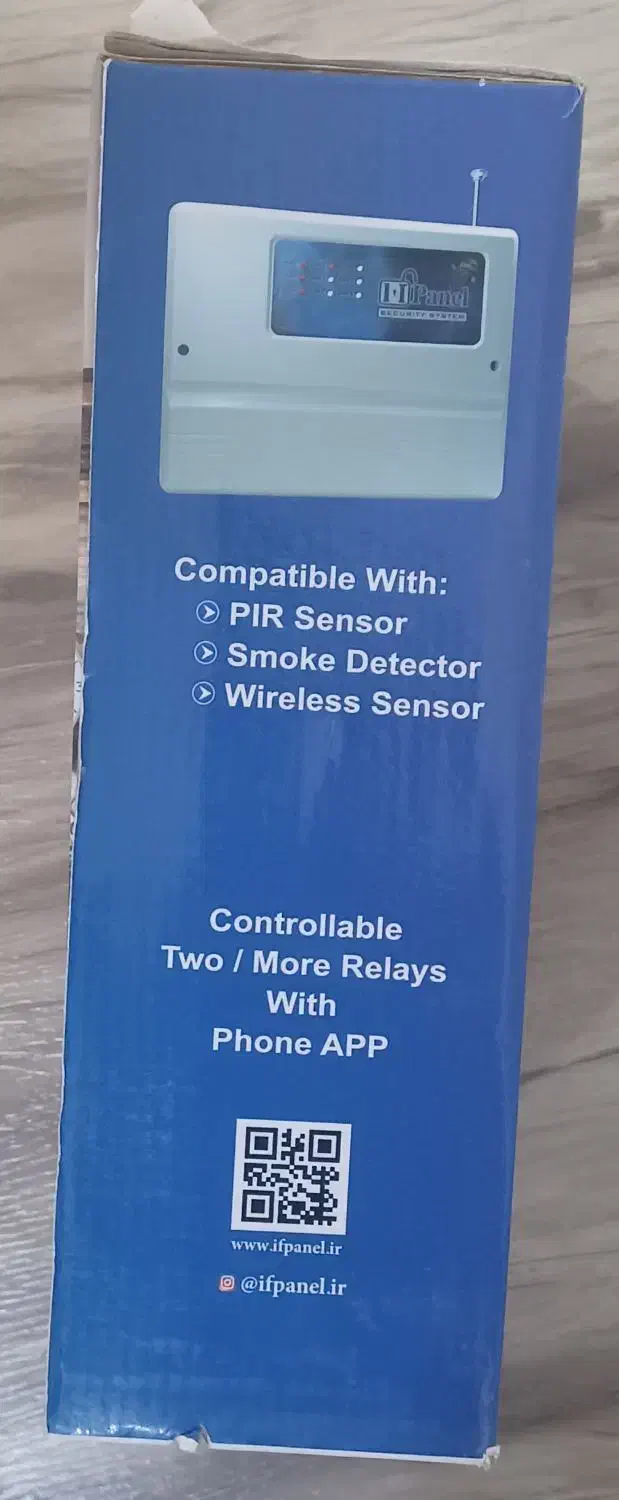 Panel
SECURITY SYSTEM
Compatible With:
PIR Sensor
Smoke Detector
Wireless Sensor
Controllable
Two / More Relays
With
Phone APP
www.ifpanel.ir
@ifpanel.ir